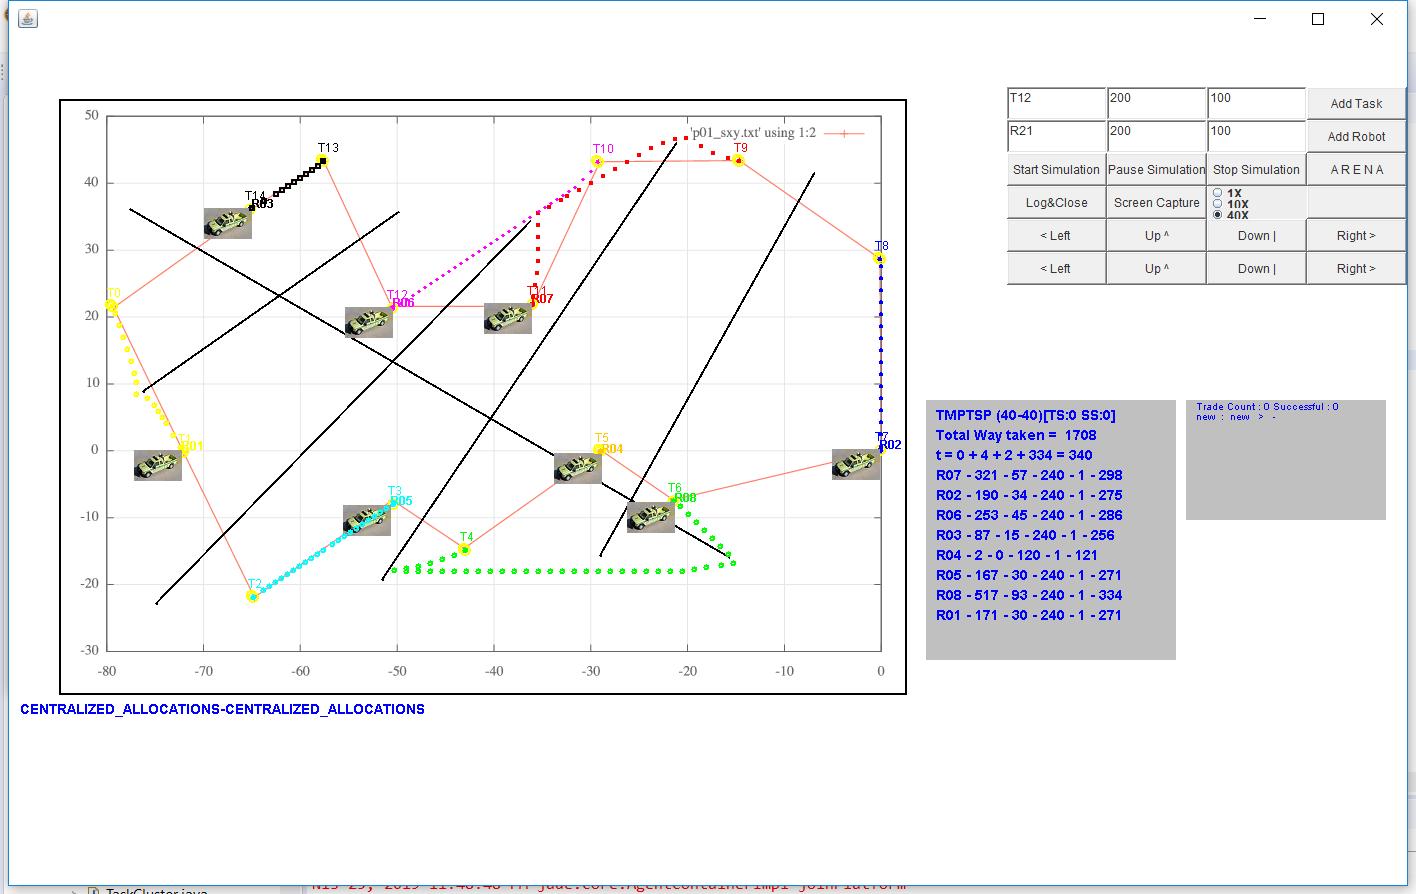 T12 200 100 Add Task
R21 200 100 Add Robot
Start Simulation Pause Simulation Stop Simulation A R E N A
Log&Close Screen Capture 1X
10X
40X
< Left Up ^ Down | Right >
< Left Up ^ Down | Right >
50
'p01_sxy.txt' using 1:2
T13
T10
T9
40
T14
R03
30
T8
T0
T12
R06
T11
R07
20
10
T1
R01
T5
R04
T7
R02
0
T3
R05
T6
R08
-10
T4
T2
-20
-30
-80 -70 -60 -50 -40 -30 -20 -10 0
CENTRALIZED_ALLOCATIONS-CENTRALIZED_ALLOCATIONS
TMPTSP (40-40)[TS:0 SS:0]
Total Way taken = 1708
t = 0 + 4 + 2 + 334 = 340
R07 - 321 - 57 - 240 - 1 - 298
R02 - 190 - 34 - 240 - 1 - 275
R06 - 253 - 45 - 240 - 1 - 286
R03 - 87 - 15 - 240 - 1 - 256
R04 - 2 - 0 - 120 - 1 - 121
R05 - 167 - 30 - 240 - 1 - 271
R08 - 517 - 93 - 240 - 1 - 334
R01 - 171 - 30 - 240 - 1 - 271
Trade Count : 0 Successful : 0
new : new > -
TaskCluster.java